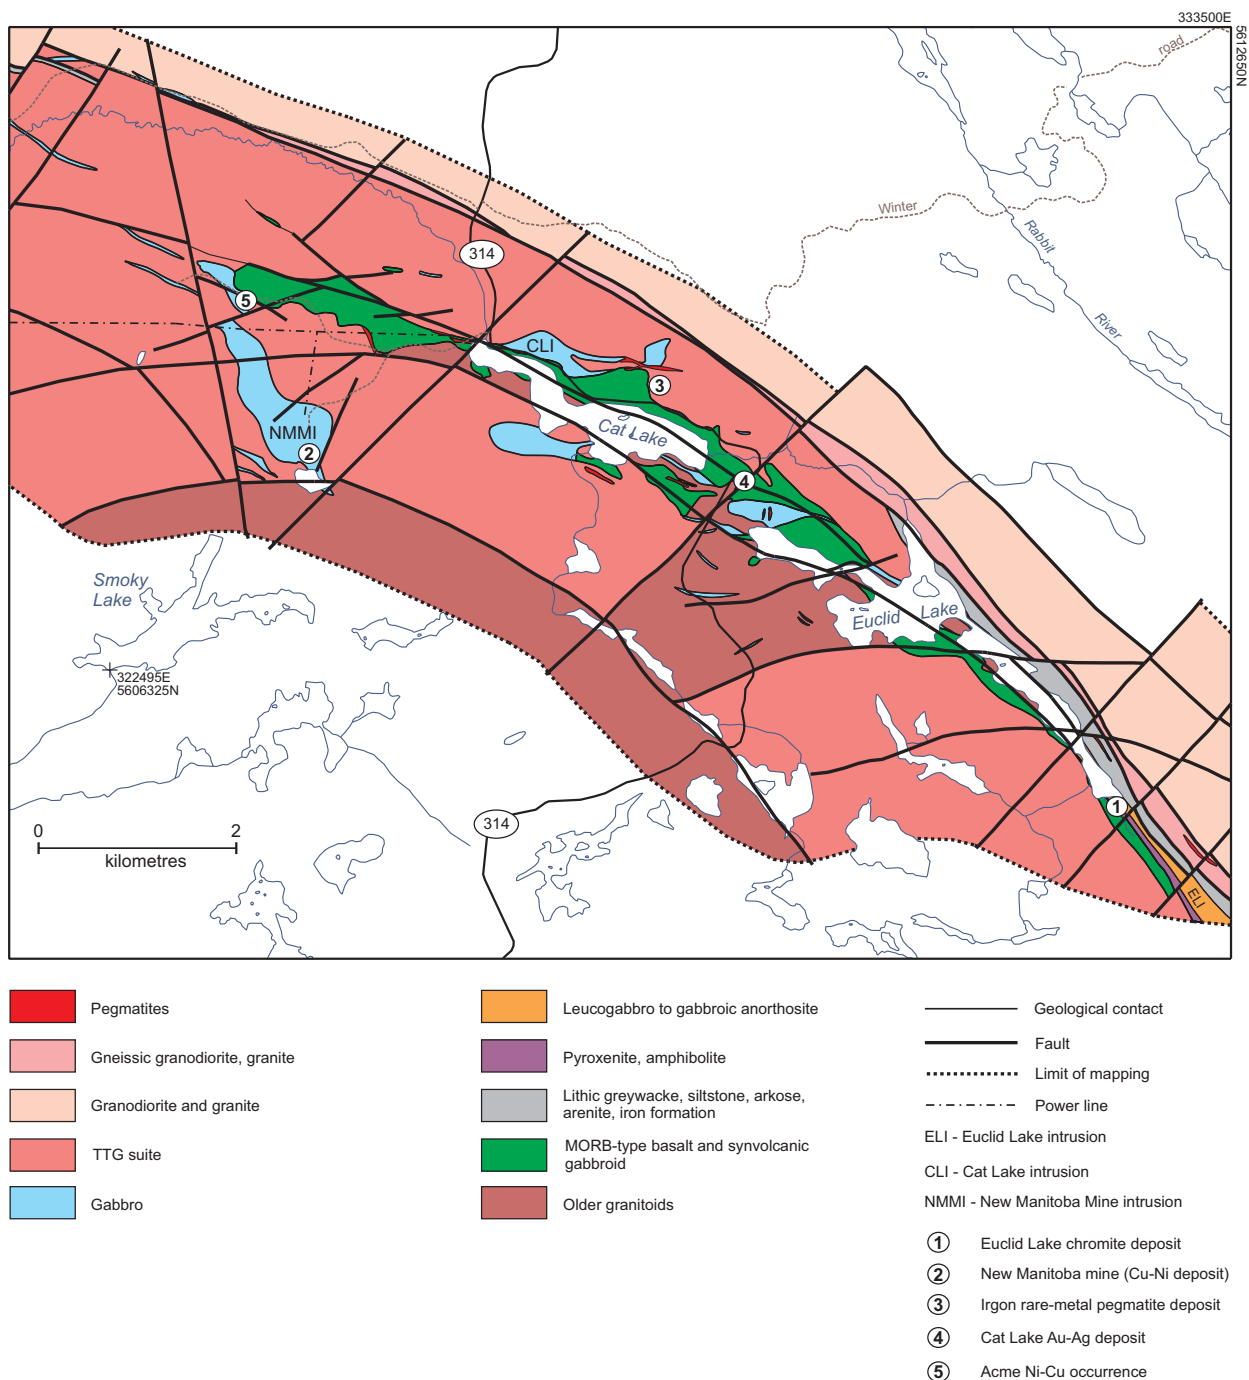 333500E
5612650N
road
Winter
Rabbit
River
314
5
CLI
3
NMMI
2
Cat Lake
4
Euclid Lake
Smoky
Lake
322495E
5606325N
314
1
ELI
0 2
kilometres
Pegmatites
Gneissic granodiorite, granite
Granodiorite and granite
TTG suite
Gabbro
Leucogabbro to gabbroic anorthosite
Pyroxenite, amphibolite
Lithic greywacke, siltstone, arkose,
arenite, iron formation
MORB-type basalt and synvolcanic
gabbroid
Older granitoids
Geological contact
Fault
Limit of mapping
Power line
ELI - Euclid Lake intrusion
CLI - Cat Lake intrusion
NMMI - New Manitoba Mine intrusion
1 Euclid Lake chromite deposit
2 New Manitoba mine (Cu-Ni deposit)
3 Irgon rare-metal pegmatite deposit
4 Cat Lake Au-Ag deposit
5 Acme Ni-Cu occurrence